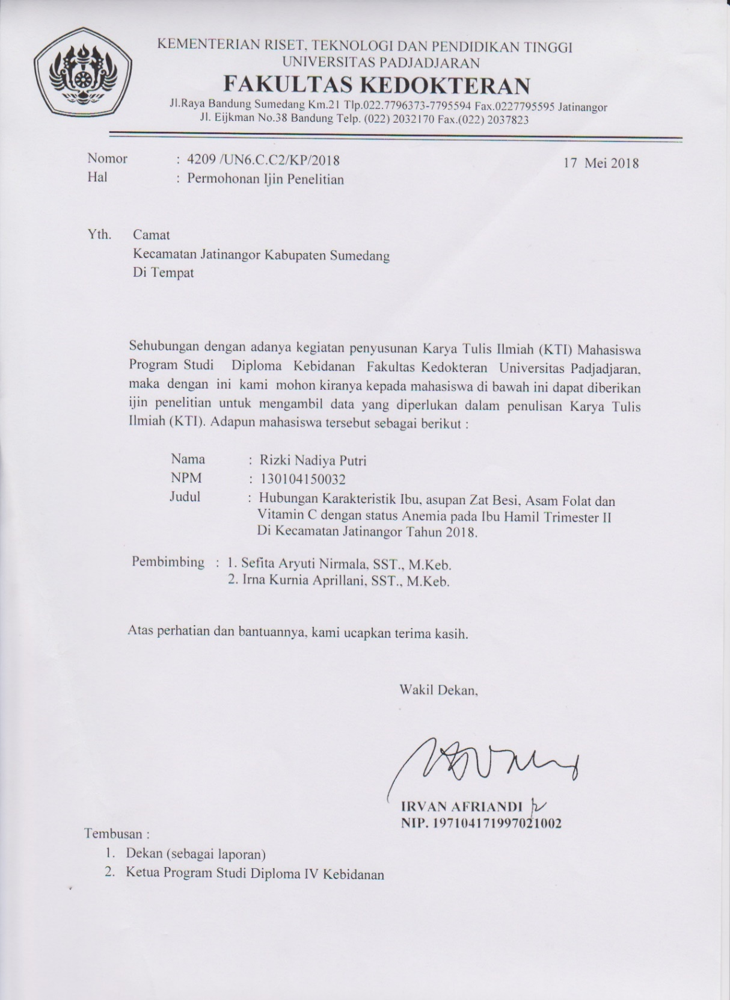 KEMENTERIAN RISET, TEKNOLOGI DAN PENDIDIKAN TINGGI
UNIVERSITAS PADJADJARAN
FAKULTAS KEDOKTERAN
Jl.Raya Bandung Sumedang Km.21 Tlp.022.7796373-7795594 Fax.0227795595 Jatinangor
Jl. Eijkman No.38 Bandung Telp. (022) 2032170 Fax.(022) 2037823
Nomor : 4209 /UN6.C.C2/KP/2018 17 Mei 2018
Hal : Permohonan Ijin Penelitian
Yth. Camat
Kecamatan Jatinangor Kabupaten Sumedang
Di Tempat
Sehubungan dengan adanya kegiatan penyusunan Karya Tulis Ilmiah (KTI) Mahasiswa
Program Studi Diploma Kebidanan Fakultas Kedokteran Universitas Padjadjaran,
maka dengan ini kami mohon kiranya kepada mahasiswa di bawah ini dapat diberikan
ijin penelitian untuk mengambil data yang diperlukan dalam penulisan Karya Tulis
Ilmiah (KTI). Adapun mahasiswa tersebut sebagai berikut :
Nama : Rizki Nadiya Putri
NPM : 130104150032
Judul : Hubungan Karakteristik Ibu, asupan Zat Besi, Asam Folat dan
Vitamin C dengan status Anemia pada Ibu Hamil Trimester II
Di Kecamatan Jatinangor Tahun 2018.
Pembimbing : 1. Sefita Aryuti Nirmala, SST., M.Keb.
2. Irna Kurnia Aprillani, SST., M.Keb.
Atas perhatian dan bantuannya, kami ucapkan terima kasih.
Wakil Dekan,
IRVAN AFRIANDI
NIP. 197104171997021002
Tembusan :
1. Dekan (sebagai laporan)
2. Ketua Program Studi Diploma IV Kebidanan